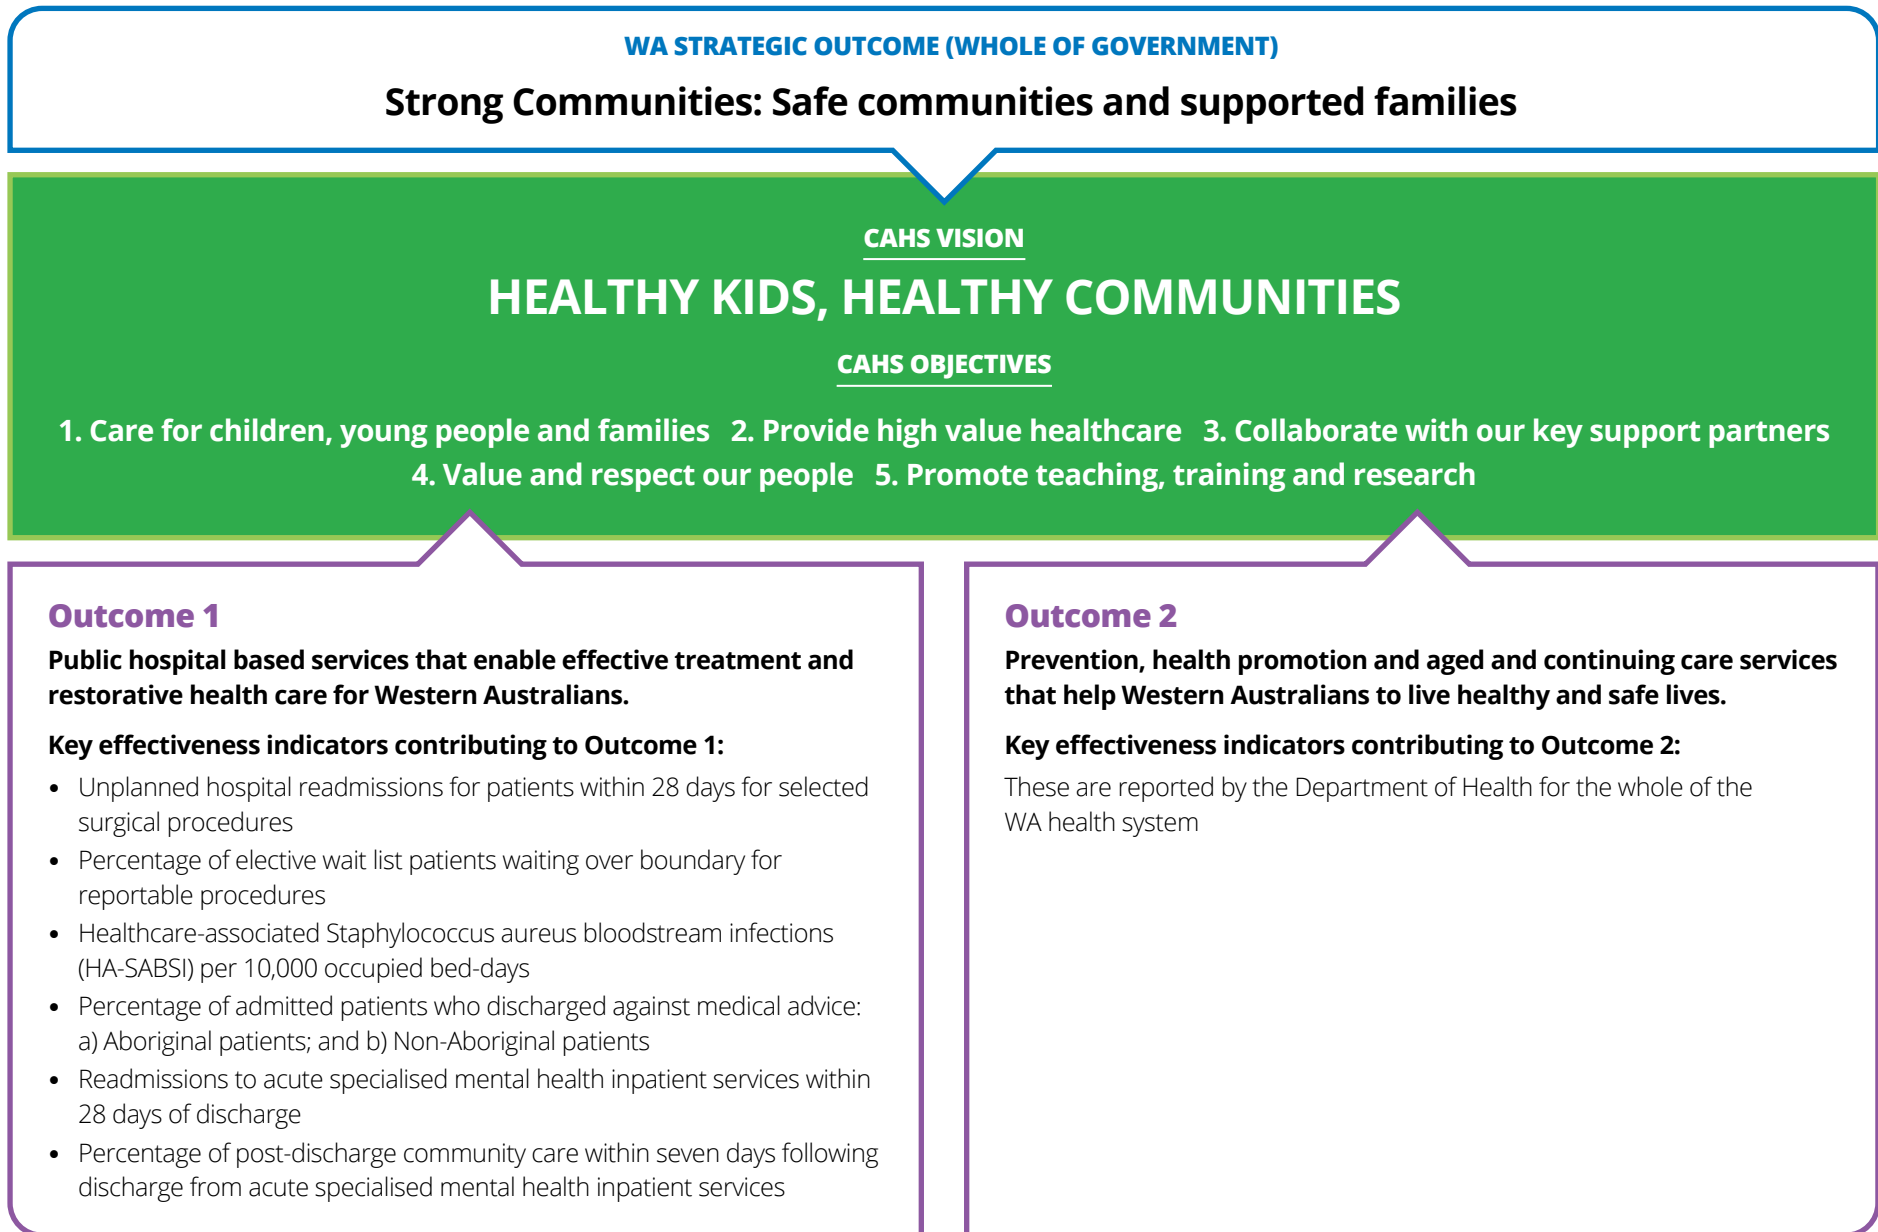 WA STRATEGIC OUTCOME (WHOLE OF GOVERNMENT)
Strong Communities: Safe communities and supported families
CAHS VISION
HEALTHY KIDS, HEALTHY COMMUNITIES
CAHS OBJECTIVES
1. Care for children, young people and families 2. Provide high value healthcare 3. Collaborate with our key support partners
4. Value and respect our people 5. Promote teaching, training and research
Outcome 1
Public hospital based services that enable effective treatment and
restorative health care for Western Australians.
Key effectiveness indicators contributing to Outcome 1:
• Unplanned hospital readmissions for patients within 28 days for selected
surgical procedures
• Percentage of elective wait list patients waiting over boundary for
reportable procedures
• Healthcare-associated Staphylococcus aureus bloodstream infections
(HA-SABSI) per 10,000 occupied bed-days
• Percentage of admitted patients who discharged against medical advice:
a) Aboriginal patients; and b) Non-Aboriginal patients
• Readmissions to acute specialised mental health inpatient services within
28 days of discharge
• Percentage of post-discharge community care within seven days following
discharge from acute specialised mental health inpatient services
Outcome 2
Prevention, health promotion and aged and continuing care services
that help Western Australians to live healthy and safe lives.
Key effectiveness indicators contributing to Outcome 2:
These are reported by the Department of Health for the whole of the
WA health system